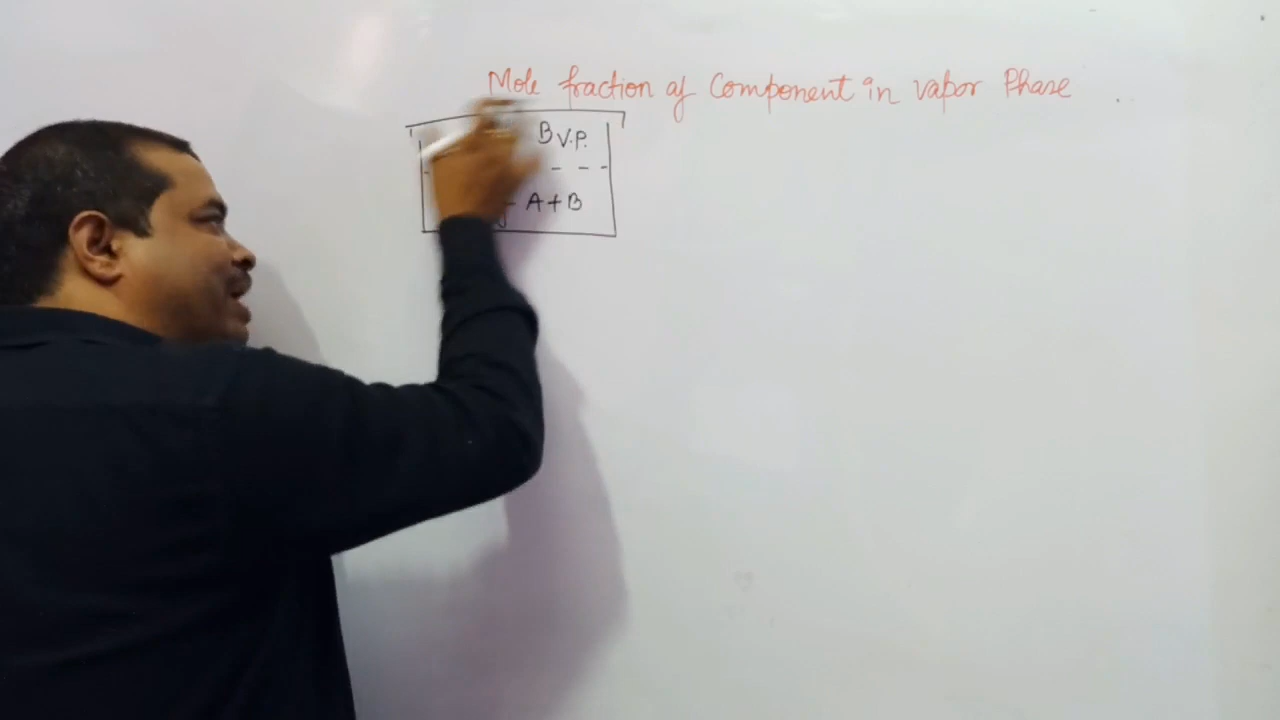 Mole fraction of Component in vapor Phase
B V.P.
A+B